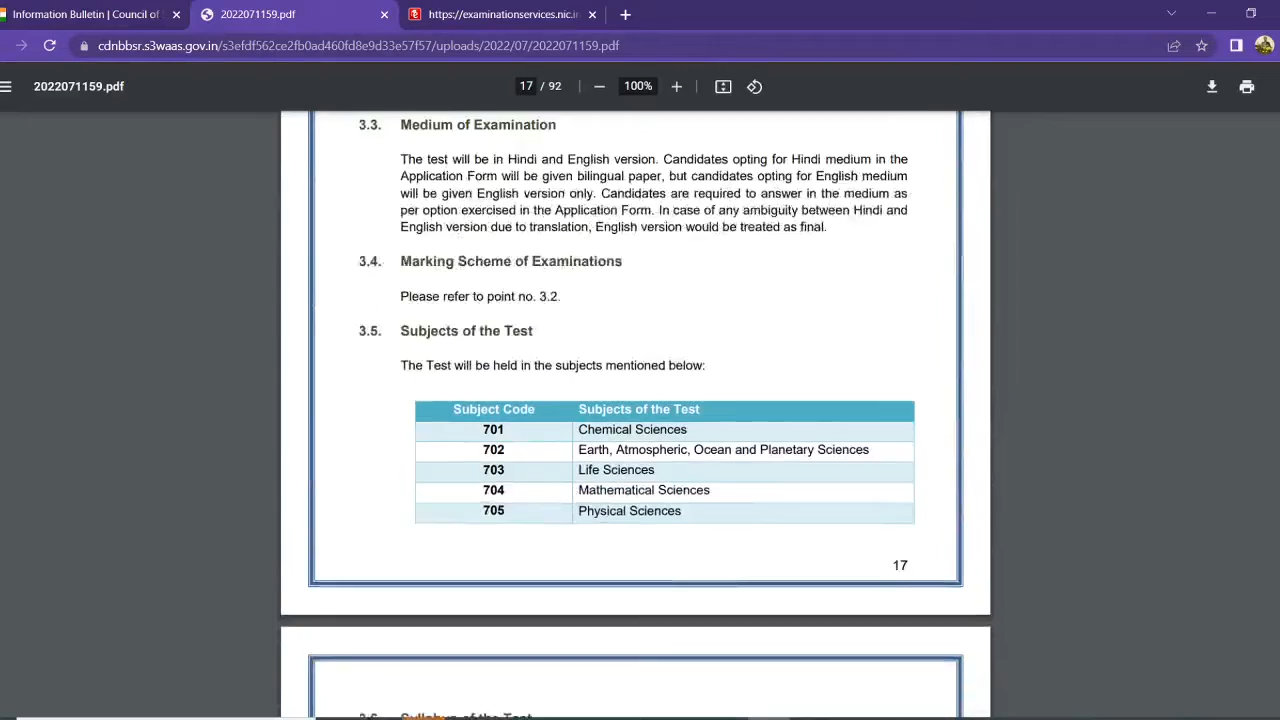 Information Bulletin | Council of
2022071159.pdf
https://examinationservices.nic.in
cdnbbsr.s3waas.gov.in/s3efdf562ce2fb0ad460fd8e9d33e57f57/uploads/2022/07/2022071159.pdf
2022071159.pdf
17 / 92
100%
3.3. Medium of Examination
The test will be in Hindi and English version. Candidates opting for Hindi medium in the
Application Form will be given bilingual paper, but candidates opting for English medium
will be given English version only. Candidates are required to answer in the medium as
per option exercised in the Application Form. In case of any ambiguity between Hindi and
English version due to translation, English version would be treated as final.
3.4. Marking Scheme of Examinations
Please refer to point no. 3.2.
3.5. Subjects of the Test
The Test will be held in the subjects mentioned below:
Subject Code Subjects of the Test
701 Chemical Sciences
702 Earth, Atmospheric, Ocean and Planetary Sciences
703 Life Sciences
704 Mathematical Sciences
705 Physical Sciences
17
3.6. Syllabus of the Test